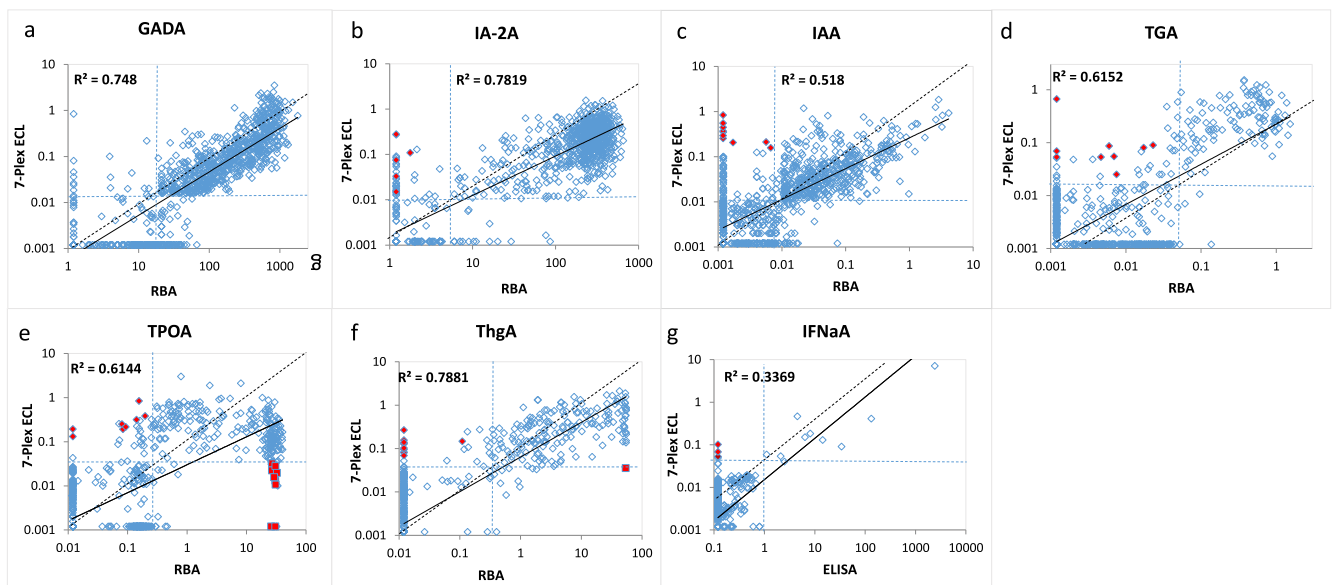 a
GADA
R² = 0.748
7-Plex ECL
10
1
0.1
0.01
0.001
1 10 100 1000
RBA
b
IA-2A
R² = 0.7819
7-Plex ECL
10
1
0.1
0.01
0.001
1 10 100 1000
RBA
c
IAA
R² = 0.518
7-Plex ECL
10
1
0.1
0.01
0.001
0.001 0.01 0.1 1 10
RBA
d
TGA
R² = 0.6152
7-Plex ECL
1
0.1
0.01
0.001
0.001 0.01 0.1 1
RBA
e
TPOA
R² = 0.6144
7-Plex ECL
10
1
0.1
0.01
0.001
0.01 0.1 1 10 100
RBA
f
ThgA
R² = 0.7881
7-Plex ECL
10
1
0.1
0.01
0.001
0.01 0.1 1 10 100
RBA
g
IFNaA
R² = 0.3369
7-Plex ECL
10
1
0.1
0.01
0.001
0.1 1 10 100 1000 10000
ELISA